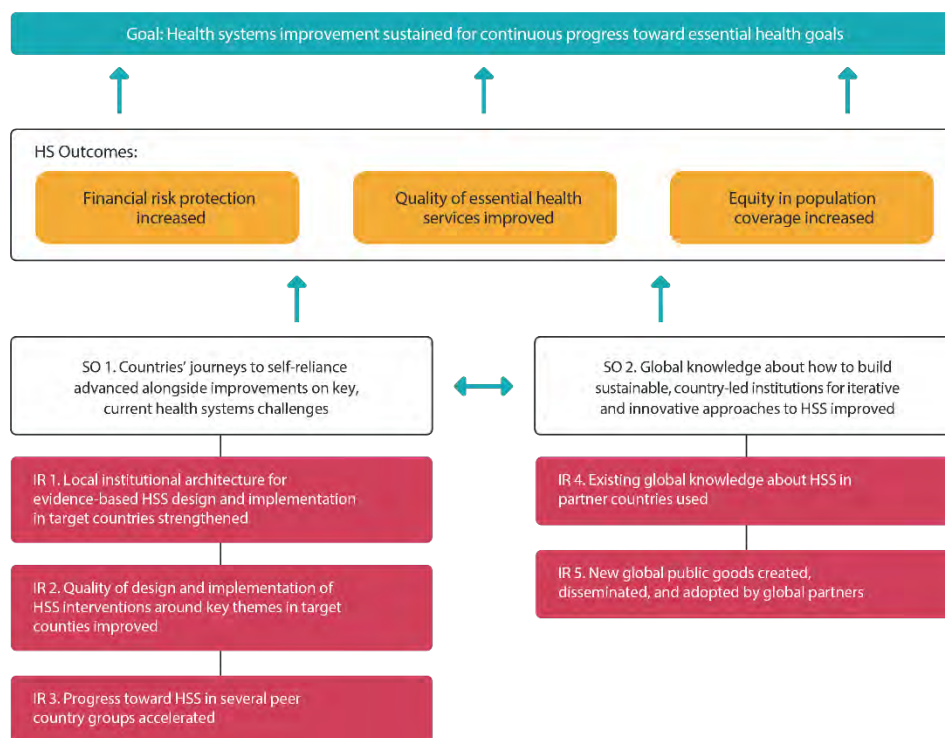 Goal: Health systems improvement sustained for continuous progress toward essential health goals
HS Outcomes:
Financial risk protection
increased
Quality of essential health
services improved
Equity in population
coverage increased
SO 1. Countries' journeys to self-reliance
advanced alongside improvements on key,
current health systems challenges
SO 2. Global knowledge about how to build
sustainable, country-led institutions for iterative
and innovative approaches to HSS improved
IR 1. Local institutional architecture for
evidence-based HSS design and implementation
in target countries strengthened
IR 2. Quality of design and implementation of
HSS interventions around key themes in target
counties improved
IR 3. Progress toward HSS in several peer
country groups accelerated
IR 4. Existing global knowledge about HSS in
partner countries used
IR 5. New global public goods created,
disseminated, and adopted by global partners